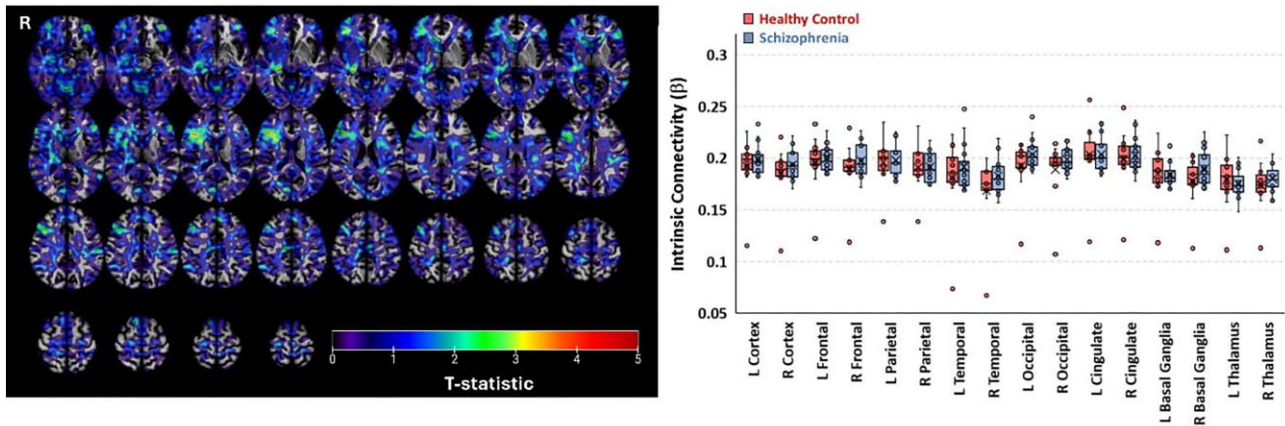 R
0 1 2 3 4 5
T-statistic
Healthy Control
Schizophrenia
Intrinsic Connectivity (β)
0.3
0.25
0.2
0.15
0.1
0.05
L Cortex
R Cortex
L Frontal
R Frontal
L Parietal
R Parietal
L Temporal
R Temporal
L Occipital
R Occipital
L Cingulate
R Cingulate
L Basal Ganglia
R Basal Ganglia
L Thalamus
R Thalamus